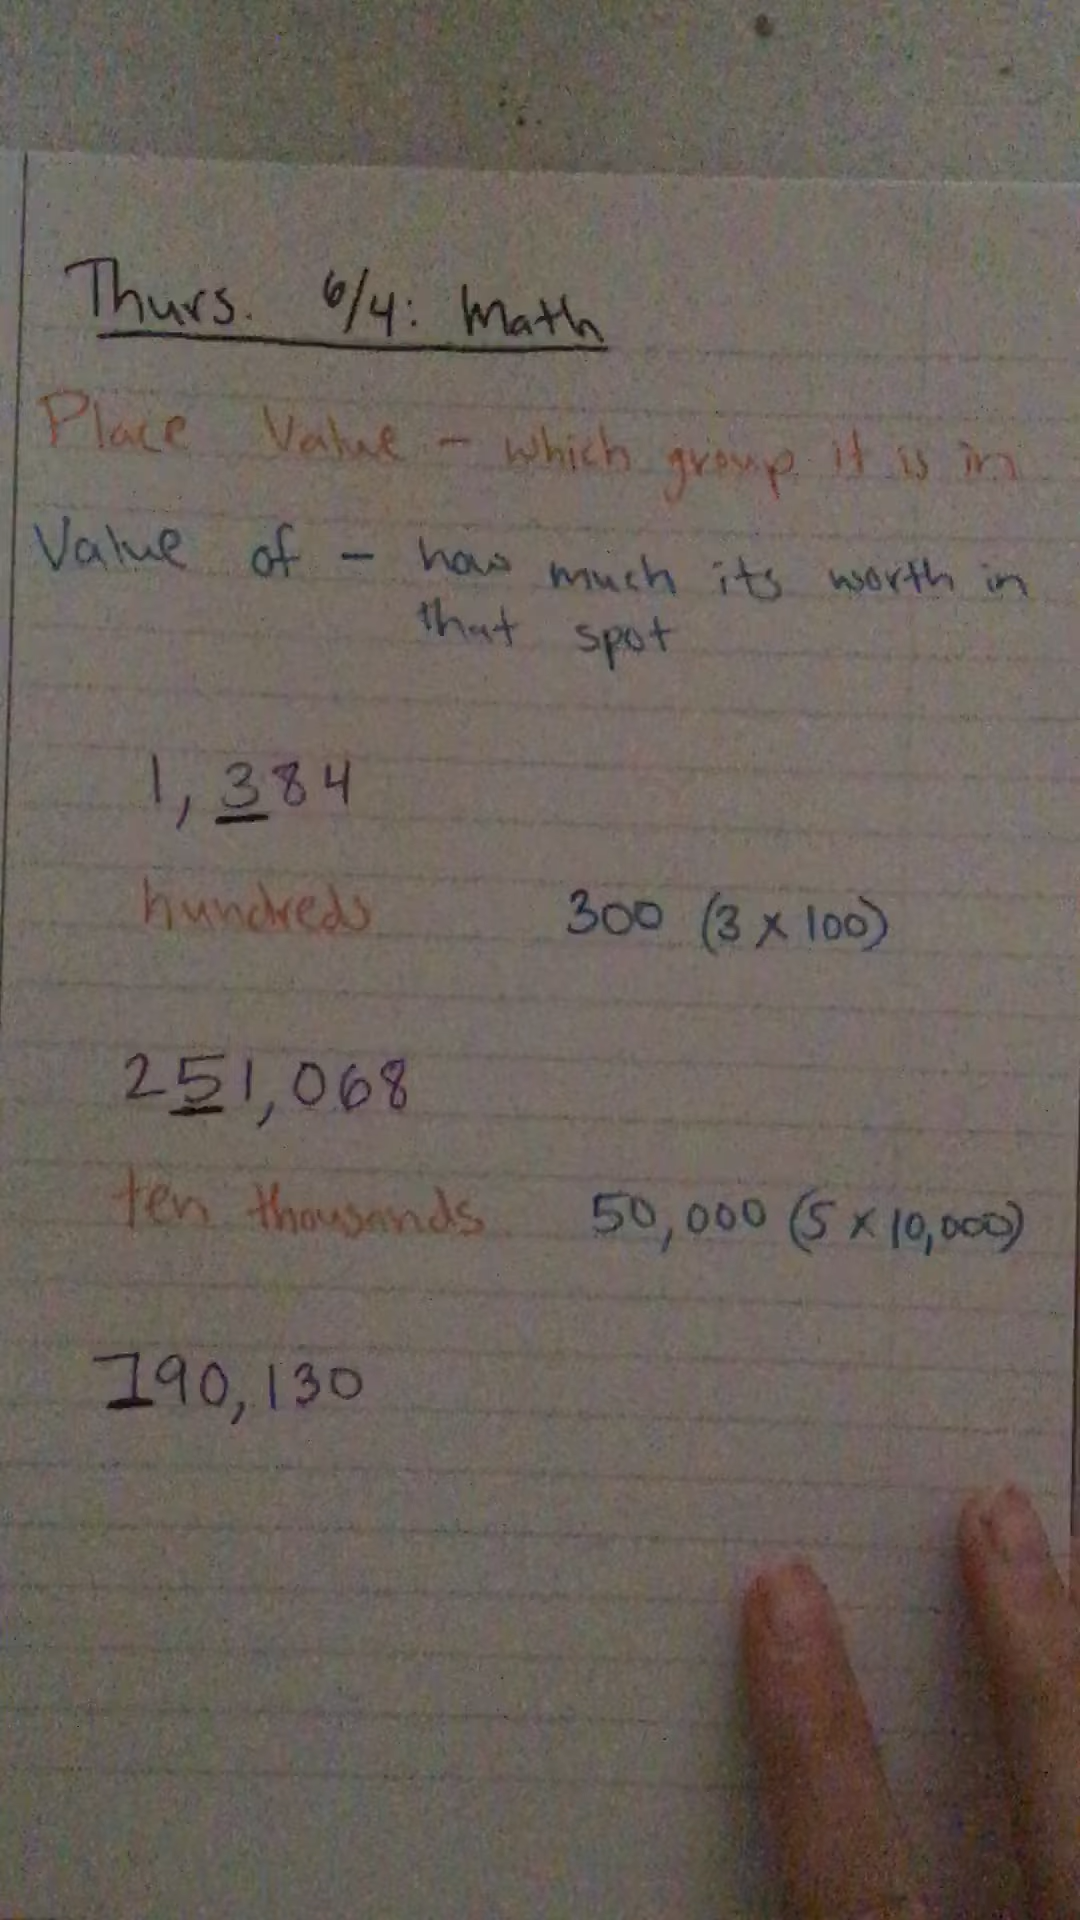 Thurs. 6/4: Math
Place Value - which group it is in
Value of - how much its worth in
that spot
1,384
hundreds 300 (3 x 100)
251,068
ten thousands 50,000 (5 x 10,000)
190,130